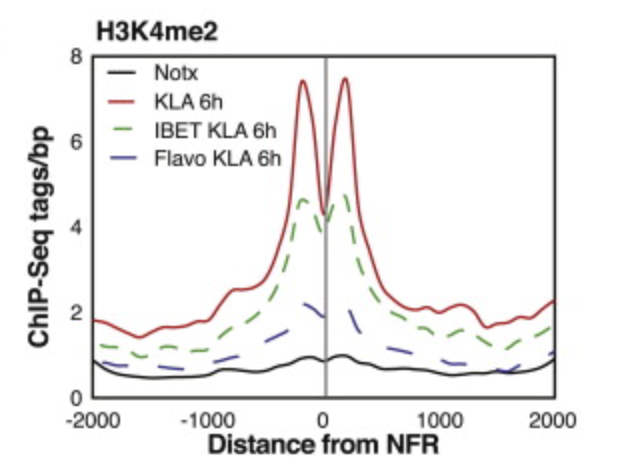 H3K4me2
8
Notx
KLA 6h
IBET KLA 6h
Flavo KLA 6h
6
4
2
0
ChIP-Seq tags/bp
-2000 -1000 0 1000 2000
Distance from NFR